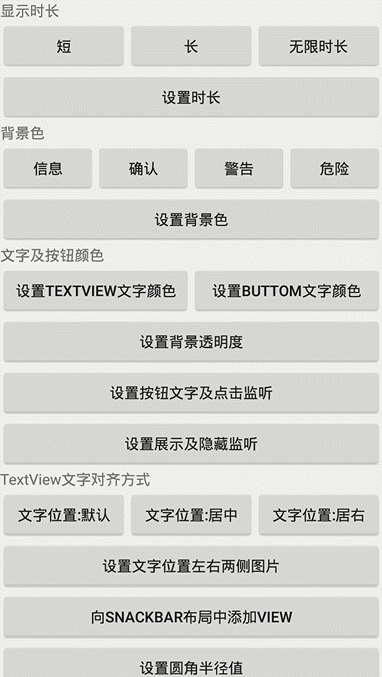 显示时长
短 长 无限时长
设置时长
背景色
信息 确认 警告 危险
设置背景色
文字及按钮颜色
设置TEXTVIEW文字颜色 设置BUTTOM文字颜色
设置背景透明度
设置按钮文字及点击监听
设置展示及隐藏监听
TextView文字对齐方式
文字位置:默认 文字位置:居中 文字位置:居右
设置文字位置左右两侧图片
向SNACKBAR布局中添加VIEW
设置圆角半径值